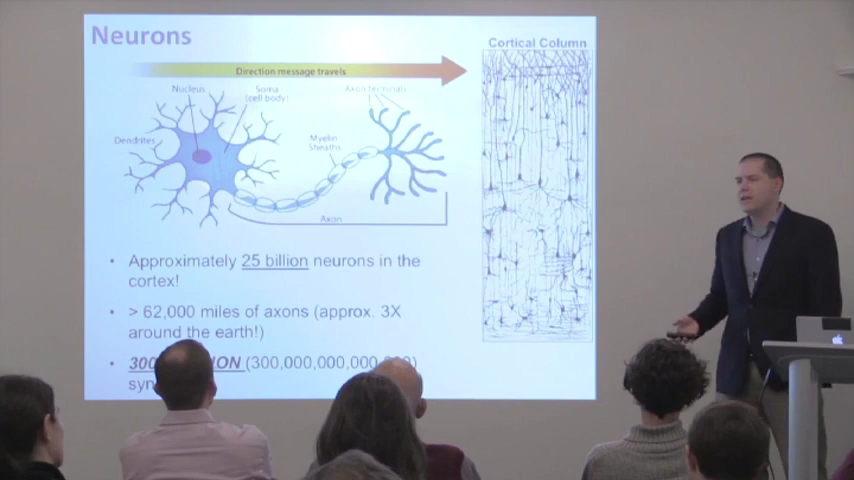 Neurons
Direction message travels
Cortical Column
Nucleus
Soma
(cell body)
Axon terminals
Dendrites
Myelin
Sheaths
Axon
• Approximately 25 billion neurons in the
cortex!
• > 62,000 miles of axons (approx. 3X
around the earth!)
• 300 ION (300,000,000,000,000)
syn